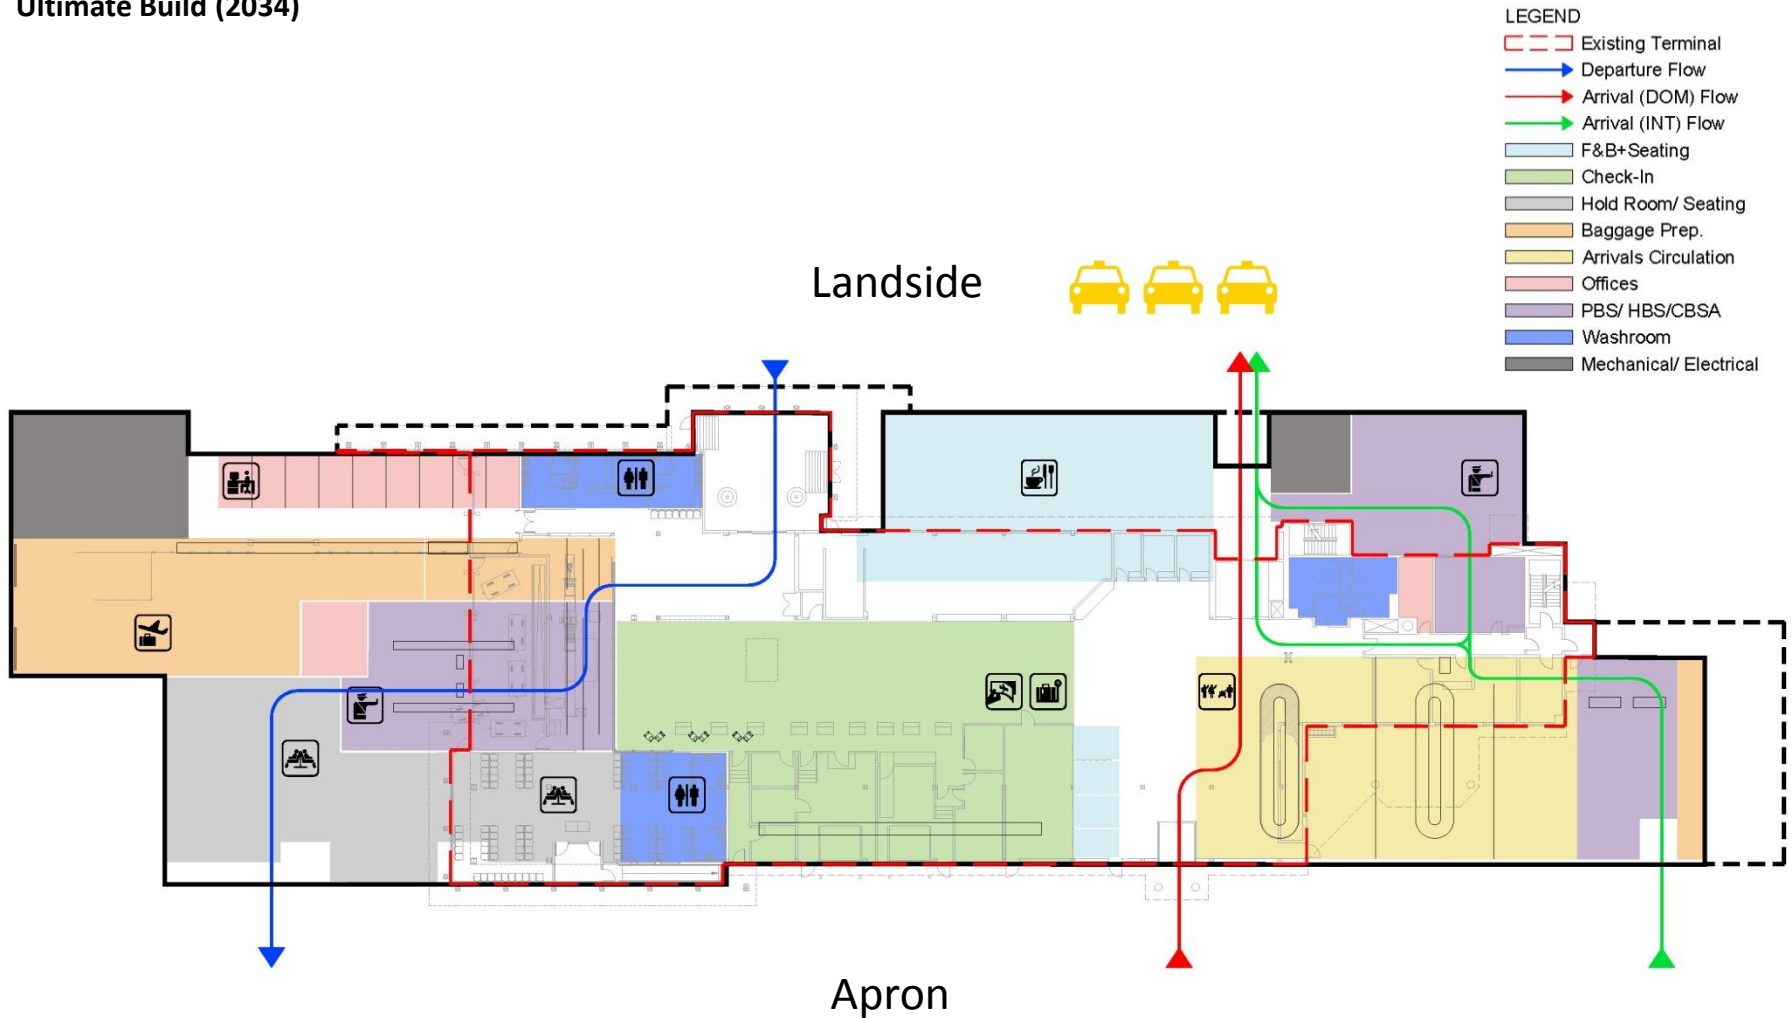 Ultimate Build (2034)
LEGEND
Existing Terminal
Departure Flow
Arrival (DOM) Flow
Arrival (INT) Flow
F&B+Seating
Check-In
Hold Room/ Seating
Baggage Prep.
Arrivals Circulation
Offices
PBS/ HBS/CBSA
Washroom
Mechanical/ Electrical
Landside
Apron